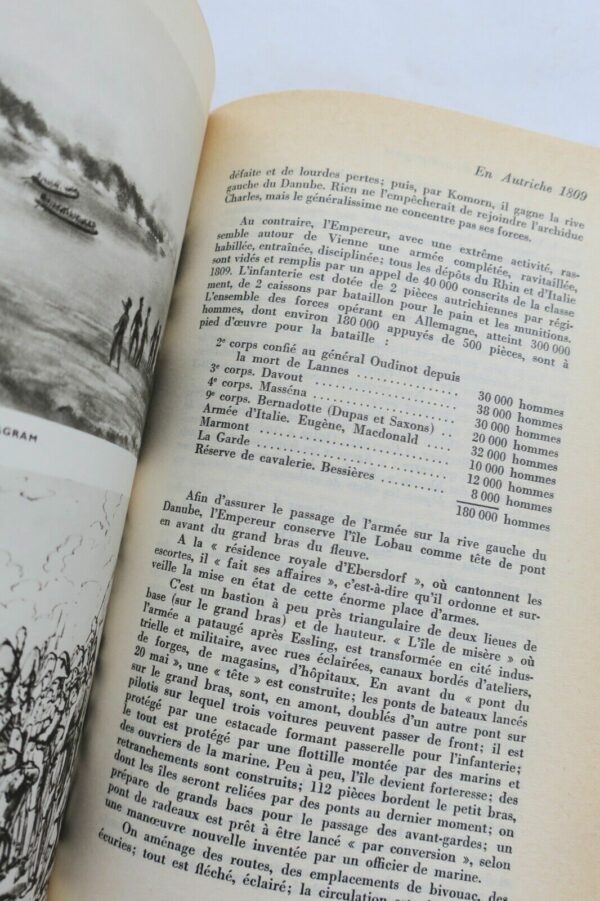 GRAM
En Autriche 1809
défaite et de lourdes pertes; puis, par Komorn, il gagne la rive
gauche du Danube. Rien ne l'empêcherait de rejoindre l'archiduc
Charles, mais le généralissime ne concentre pas ses forces.
Au contraire, l'Empereur, avec une extrême activité, ras-
semble autour de Vienne une armée complétée, ravitaillée,
habillée, entraînée, disciplinée; tous les dépôts du Rhin et d'Italie
sont vidés et remplis par un appel de 40 000 conscrits de la classe
1809. L'infanterie est dotée de 2 pièces autrichiennes par régi-
ment, de 2 caissons par bataillon pour le pain et les munitions.
L'ensemble des forces opérant en Allemagne, atteint 300 000
hommes, dont environ 180 000 appuyés de 500 pièces, sont à
pied d'œuvre pour la bataille :
2e corps confié au général Oudinot depuis
la mort de Lannes .............. 30 000 hommes
3e corps. Davout .............. 38 000 hommes
4e corps. Masséna .............. 30 000 hommes
9e corps. Bernadotte (Dupas et Saxons) .. 20 000 hommes
Armée d'Italie. Eugène, Macdonald .... 32 000 hommes
Marmont .............. 10 000 hommes
La Garde .............. 12 000 hommes
Réserve de cavalerie. Bessières ........ 8 000 hommes
180 000 hommes
Afin d'assurer le passage de l'armée sur la rive gauche du
Danube, l'Empereur conserve l'île Lobau comme tête de pont
en avant du grand bras du fleuve.
A la « résidence royale d'Ebersdorf », où cantonnent les
escortes, il « fait ses affaires », c'est-à-dire qu'il ordonne et sur-
veille la mise en état de cette énorme place d'armes.
C'est un bastion à peu près triangulaire de deux lieues de
base (sur le grand bras) et de hauteur. « L'île de misère » où
l'armée a pataugé après Essling, est transformée en cité indus-
trielle et militaire, avec rues éclairées, canaux bordés d'ateliers,
de forges, de magasins, d'hôpitaux. En avant du « pont du
20 mai », une « tête » est construite; les ponts de bateaux lancés
sur le grand bras, sont, en amont, doublés d'un autre pont sur
pilotis sur lequel trois voitures peuvent passer de front; il est
protégé par une estacade formant passerelle pour l'infanterie;
le tout est protégé par une flottille montée par des marins et
des ouvriers de la marine. Peu à peu, l'île devient forteresse; des
retranchements sont construits; 112 pièces bordent le petit bras,
dont les îles seront reliées par des ponts au dernier moment; on
prépare de grands bacs pour le passage des avant-gardes; un
pont de radeaux est prêt à être lancé « par conversion », selon
une manœuvre nouvelle inventée par un officier de marine.
On aménage des routes, des emplacements de bivouac, des
écuries; tout est fléché, éclairé; la circulation